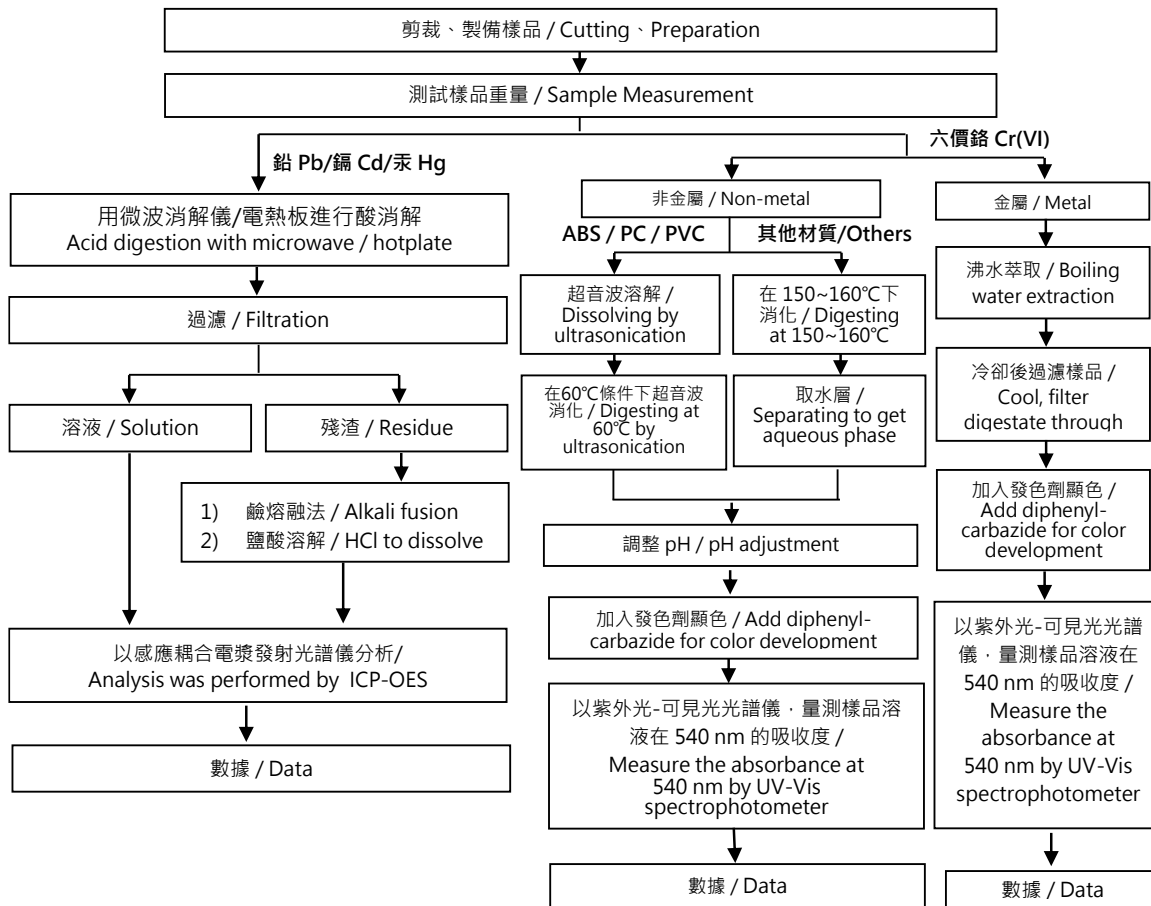 剪裁、製備樣品 / Cutting、Preparation
測試樣品重量 / Sample Measurement
鉛 Pb/鎘 Cd/汞 Hg
六價鉻 Cr(VI)
用微波消解儀/電熱板進行酸消解
Acid digestion with microwave / hotplate
過濾 / Filtration
溶液 / Solution
殘渣 / Residue
1) 鹼熔融法 / Alkali fusion
2) 鹽酸溶解 / HCl to dissolve
以感應耦合電漿發射光譜儀分析/
Analysis was performed by ICP-OES
數據 / Data
非金屬 / Non-metal
ABS / PC / PVC
其他材質/Others
超音波溶解 /
Dissolving by
ultrasonication
在60℃條件下超音波
消化 / Digesting at
60℃ by
ultrasonication
在 150~160℃下
消化 / Digesting
at 150~160℃
取水層 /
Separating to get
aqueous phase
調整 pH / pH adjustment
加入發色劑顯色 / Add diphenyl-
carbazide for color development
以紫外光-可見光光譜儀﹐量測樣品溶
液在 540 nm 的吸收度 /
Measure the absorbance at
540 nm by UV-Vis
spectrophotometer
數據 / Data
金屬 / Metal
沸水萃取 / Boiling
water extraction
冷卻後過濾樣品 /
Cool, filter
digestate through
加入發色劑顯色 /
Add diphenyl-
carbazide for color
development
以紫外光-可見光光譜
儀﹐量測樣品溶液在
540 nm 的吸收度 /
Measure the
absorbance at
540 nm by UV-Vis
spectrophotometer
數據 / Data